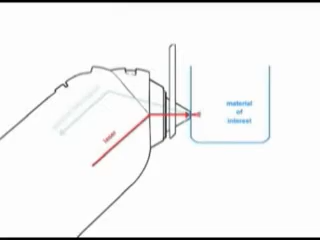 material
of
interest
laser